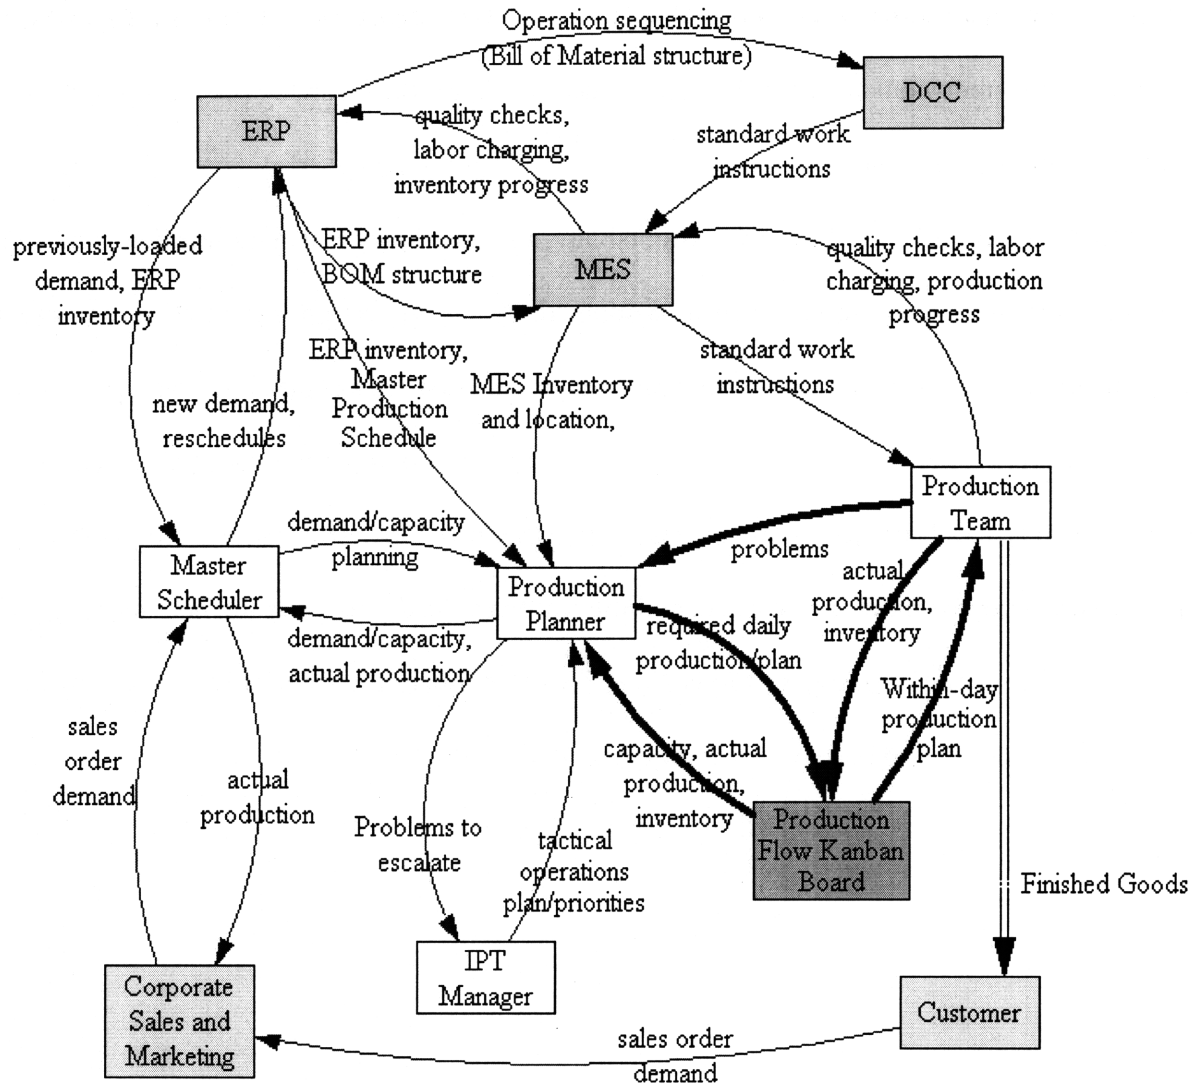 Operation sequencing
(Bill of Material structure)
DCC
ERP
quality checks,
labor charging,
inventory progress
standard work
instructions
previously-loaded
demand, ERP
inventory
ERP inventory,
BOM structure
MES
quality checks, labor
charging, production
progress
ERP inventory,
Master
Production
Schedule
MES Inventory
and location,
standard work
instructions
new demand,
reschedules
Production
Team
demand/capacity
planning
problems
Master
Scheduler
Production
Planner
actual
production,
inventory
required daily
production/plan
demand/capacity,
actual production
Within-day
production
plan
sales
order
demand
actual
production
capacity, actual
production,
inventory
Problems to
escalate
tactical
operations
plan/priorities
Production
Flow Kanban
Board
Finished Goods
IPT
Manager
Corporate
Sales and
Marketing
Customer
sales order
demand